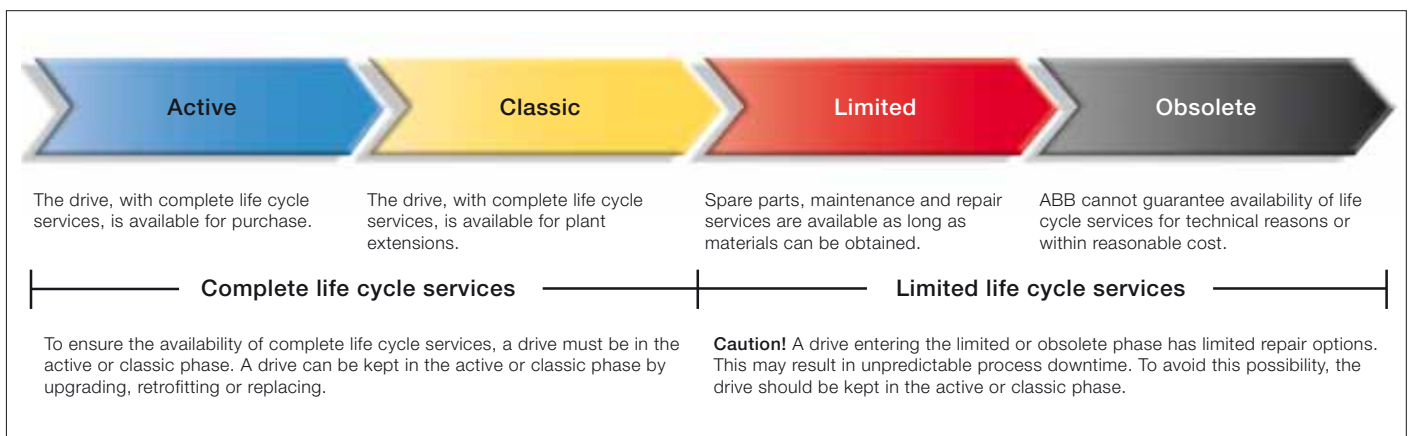 Active
Classic
Limited
Obsolete
The drive, with complete life cycle
services, is available for purchase.
The drive, with complete life cycle
services, is available for plant
extensions.
Spare parts, maintenance and repair
services are available as long as
materials can be obtained.
ABB cannot guarantee availability of life
cycle services for technical reasons or
within reasonable cost.
Complete life cycle services
Limited life cycle services
To ensure the availability of complete life cycle services, a drive must be in the
active or classic phase. A drive can be kept in the active or classic phase by
upgrading, retrofitting or replacing.
Caution! A drive entering the limited or obsolete phase has limited repair options.
This may result in unpredictable process downtime. To avoid this possibility, the
drive should be kept in the active or classic phase.